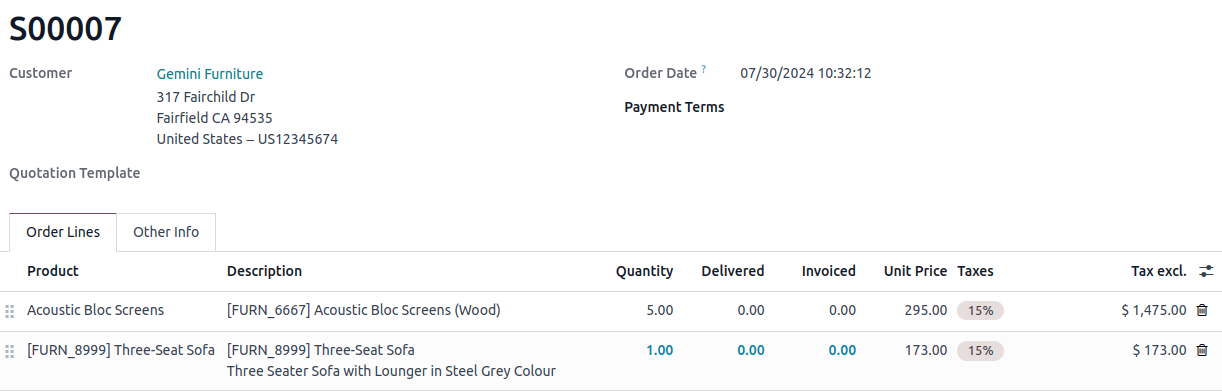 S00007
Customer
Gemini Furniture
317 Fairchild Dr
Fairfield CA 94535
United States – US12345674
Order Date ?
07/30/2024 10:32:12
Payment Terms
Quotation Template
Order Lines Other Info
Product Description Quantity Delivered Invoiced Unit Price Taxes Tax excl.
Acoustic Bloc Screens [FURN_6667] Acoustic Bloc Screens (Wood) 5.00 0.00 0.00 295.00 15% $ 1,475.00
[FURN_8999] Three-Seat Sofa [FURN_8999] Three-Seat Sofa 1.00 0.00 0.00 173.00 15% $ 173.00
Three Seater Sofa with Lounger in Steel Grey Colour